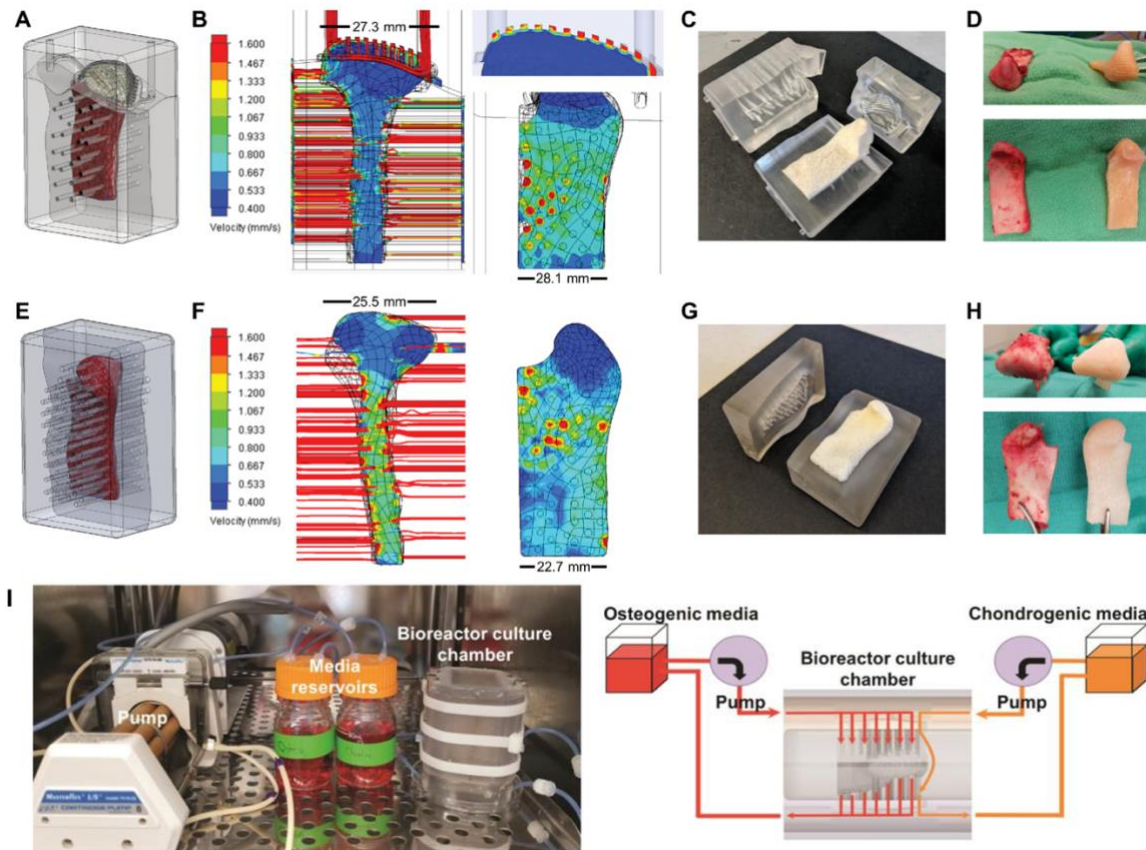 A
B
27.3 mm
1.600
1.467
1.333
1.200
1.067
0.933
0.800
0.667
0.533
0.400
Velocity (mm/s)
28.1 mm
C
D
E
F
25.5 mm
1.600
1.467
1.333
1.200
1.067
0.933
0.800
0.667
0.533
0.400
Velocity (mm/s)
22.7 mm
G
H
I
Pump
Media
reservoirs
Bioreactor culture
chamber
Masterflex L/S
CARTRIDGE PUMP
Osteogenic media
Pump
Bioreactor culture
chamber
Chondrogenic media
Pump